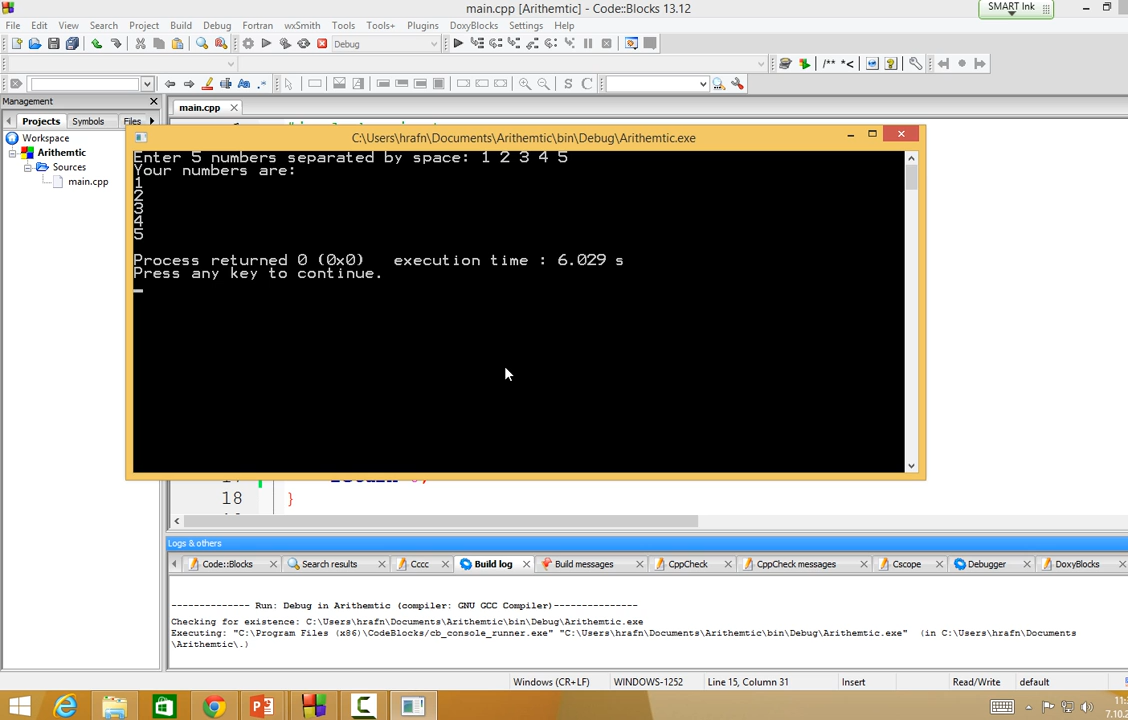 main.cpp [Arithemtic] - Code::Blocks 13.12
SMART Ink
File Edit View Search Project Build Debug Fortran wxSmith Tools Tools+ Plugins DoxyBlocks Settings Help
Debug
/** *<
S C
Management
main.cpp
Projects Symbols Files
Workspace
Arithemtic
Sources
main.cpp
C:\Users\hrafn\Documents\Arithemtic\bin\Debug\Arithemtic.exe
Enter 5 numbers separated by space: 1 2 3 4 5
Your numbers are:
1
2
3
4
5
Process returned 0 (0x0)   execution time : 6.029 s
Press any key to continue.
18 }
Logs & others
Code::Blocks Search results Cccc Build log Build messages CppCheck CppCheck messages Cscope Debugger DoxyBlocks
-------------- Run: Debug in Arithemtic (compiler: GNU GCC Compiler)---------------
Checking for existence: C:\Users\hrafn\Documents\Arithemtic\bin\Debug\Arithemtic.exe
Executing: "C:\Program Files (x86)\CodeBlocks/cb_console_runner.exe" "C:\Users\hrafn\Documents\Arithemtic\bin\Debug\Arithemtic.exe"  (in C:\Users\hrafn\Documents
\Arithemtic\.)
Windows (CR+LF) WINDOWS-1252 Line 15, Column 31 Insert Read/Write default